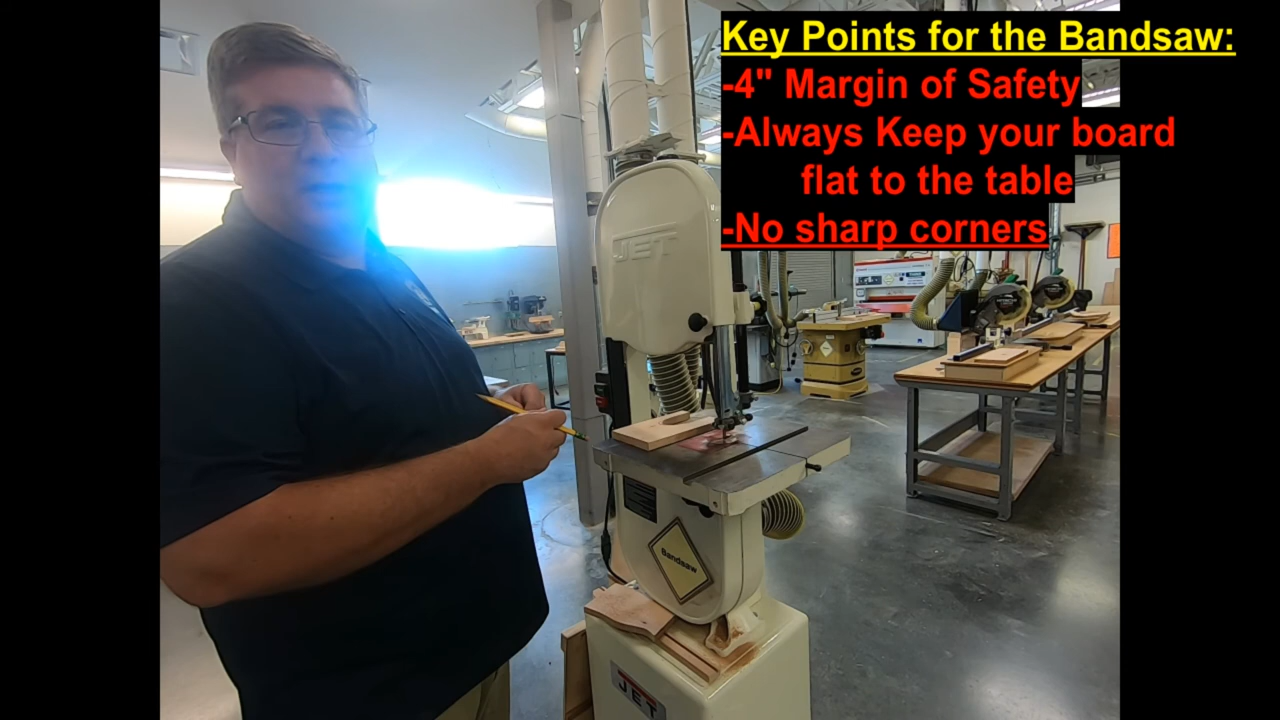 Key Points for the Bandsaw:
-4" Margin of Safety
-Always Keep your board
flat to the table
-No sharp corners
JET
Bandsaw
JET